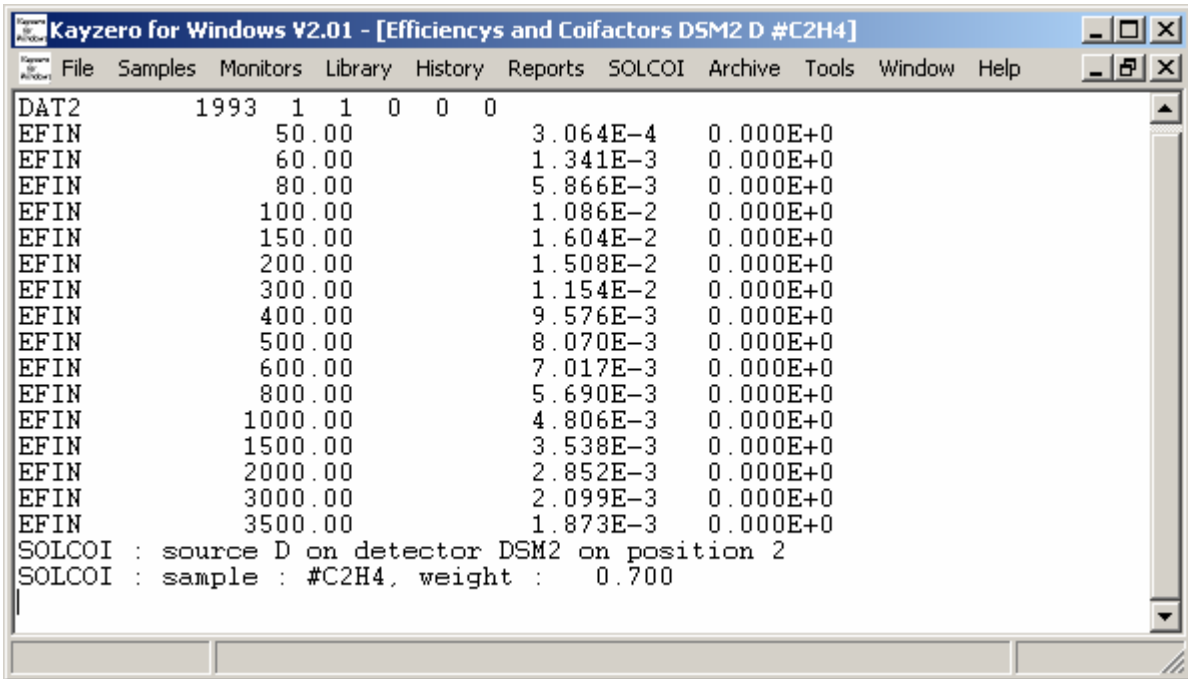 Kayzero for Windows V2.01 - [Efficiencys and Coifactors DSM2 D #C2H4]
File Samples Monitors Library History Reports SOLCOI Archive Tools Window Help
DAT2 1993 1 1 0 0 0
EFIN 50.00 3.064E-4 0.000E+0
EFIN 60.00 1.341E-3 0.000E+0
EFIN 80.00 5.866E-3 0.000E+0
EFIN 100.00 1.086E-2 0.000E+0
EFIN 150.00 1.604E-2 0.000E+0
EFIN 200.00 1.508E-2 0.000E+0
EFIN 300.00 1.154E-2 0.000E+0
EFIN 400.00 9.576E-3 0.000E+0
EFIN 500.00 8.070E-3 0.000E+0
EFIN 600.00 7.017E-3 0.000E+0
EFIN 800.00 5.690E-3 0.000E+0
EFIN 1000.00 4.806E-3 0.000E+0
EFIN 1500.00 3.538E-3 0.000E+0
EFIN 2000.00 2.852E-3 0.000E+0
EFIN 3000.00 2.099E-3 0.000E+0
EFIN 3500.00 1.873E-3 0.000E+0
SOLCOI : source D on detector DSM2 on position 2
SOLCOI : sample : #C2H4, weight : 0.700